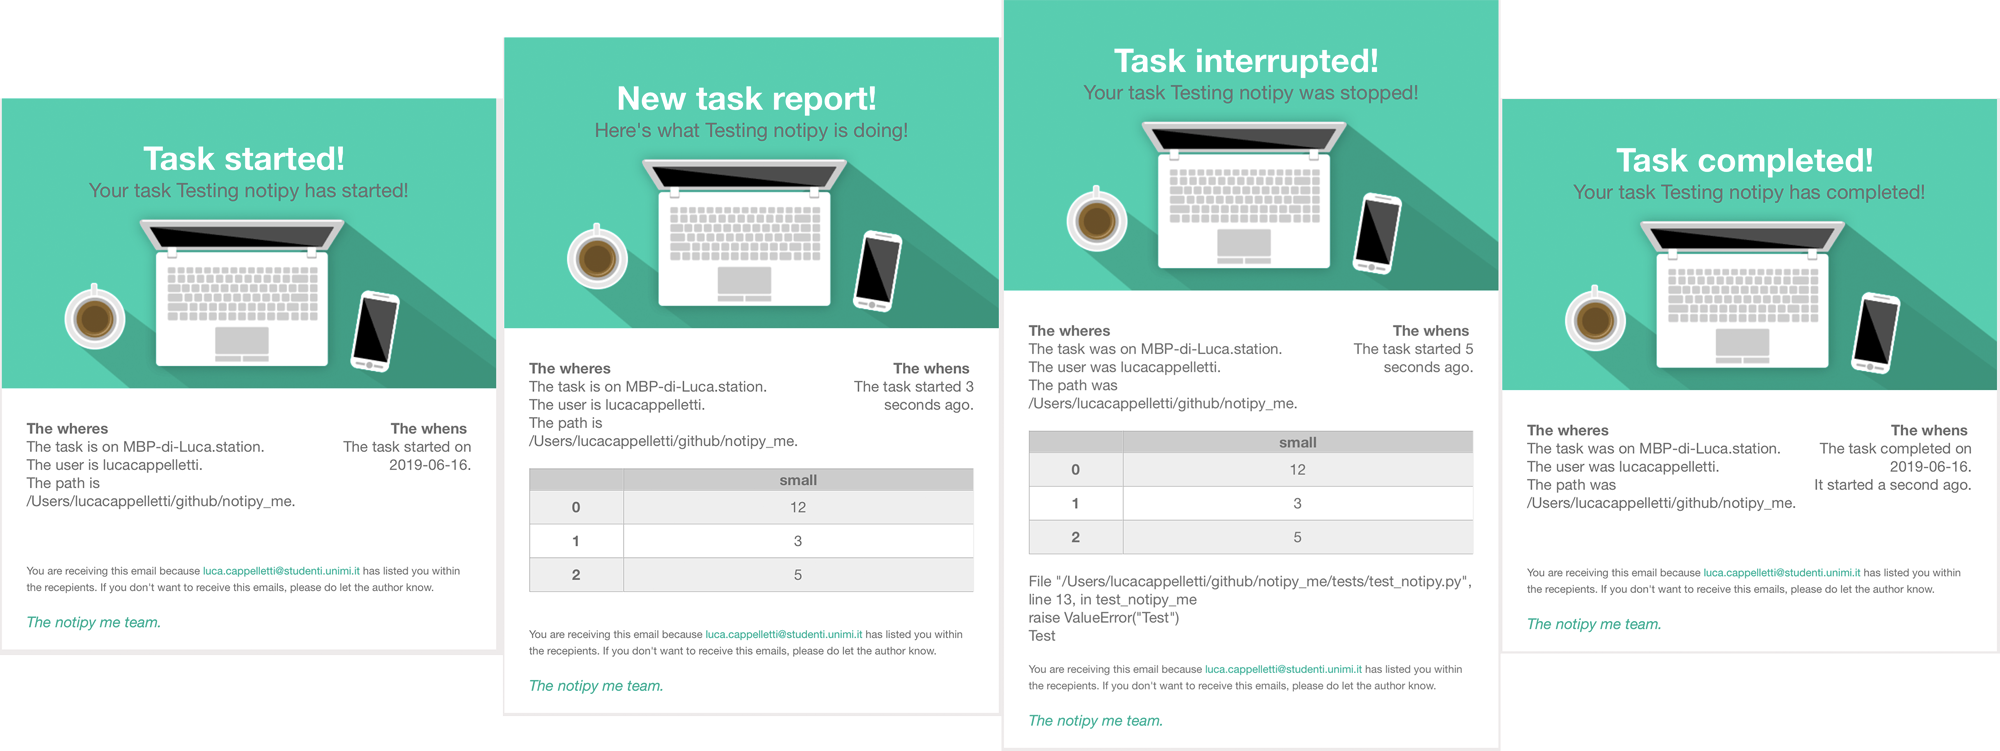 Task started!
Your task Testing notipy has started!
The wheres
The task is on MBP-di-Luca.station.
The user is lucacappelletti.
The path is
/Users/lucacappelletti/github/notipy_me.
The whens
The task started on
2019-06-16.
You are receiving this email because luca.cappelletti@studenti.unimi.it has listed you within
the recepients. If you don't want to receive this emails, please do let the author know.
The notipy me team.
New task report!
Here's what Testing notipy is doing!
The wheres
The task is on MBP-di-Luca.station.
The user is lucacappelletti.
The path is
/Users/lucacappelletti/github/notipy_me.
The whens
The task started 3
seconds ago.
small
0 12
1 3
2 5
You are receiving this email because luca.cappelletti@studenti.unimi.it has listed you within
the recepients. If you don't want to receive this emails, please do let the author know.
The notipy me team.
Task interrupted!
Your task Testing notipy was stopped!
The wheres
The task was on MBP-di-Luca.station.
The user was lucacappelletti.
The path was
/Users/lucacappelletti/github/notipy_me.
The whens
The task started 5
seconds ago.
small
0 12
1 3
2 5
File "/Users/lucacappelletti/github/notipy_me/tests/test_notipy.py",
line 13, in test_notipy_me
raise ValueError("Test")
Test
You are receiving this email because luca.cappelletti@studenti.unimi.it has listed you within
the recepients. If you don't want to receive this emails, please do let the author know.
The notipy me team.
Task completed!
Your task Testing notipy has completed!
The wheres
The task was on MBP-di-Luca.station.
The user was lucacappelletti.
The path was
/Users/lucacappelletti/github/notipy_me.
The whens
The task completed on
2019-06-16.
It started a second ago.
You are receiving this email because luca.cappelletti@studenti.unimi.it has listed you within
the recepients. If you don't want to receive this emails, please do let the author know.
The notipy me team.